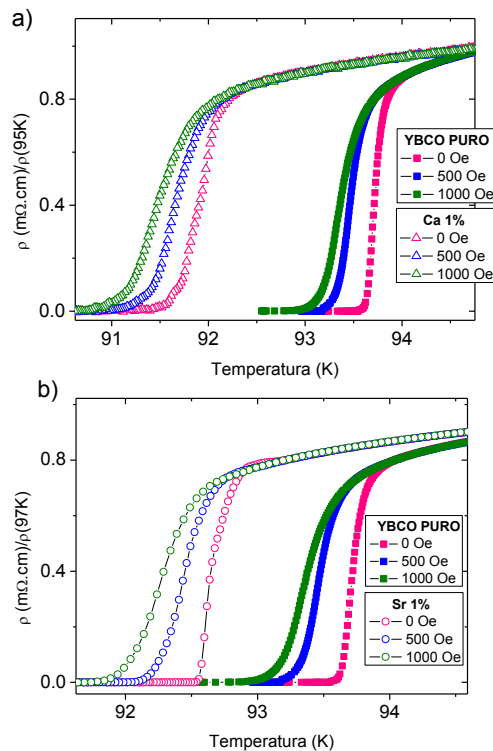 a)
ρ (mΩ.cm)/ρ(95K)
0.8
0.4
0.0
YBCO PURO
0 Oe
500 Oe
1000 Oe
Ca 1%
0 Oe
500 Oe
1000 Oe
91 92 93 94
Temperatura (K)
b)
ρ (mΩ.cm)/ρ(97K)
0.8
0.4
0.0
YBCO PURO
0 Oe
500 Oe
1000 Oe
Sr 1%
0 Oe
500 Oe
1000 Oe
92 93 94
Temperatura (K)